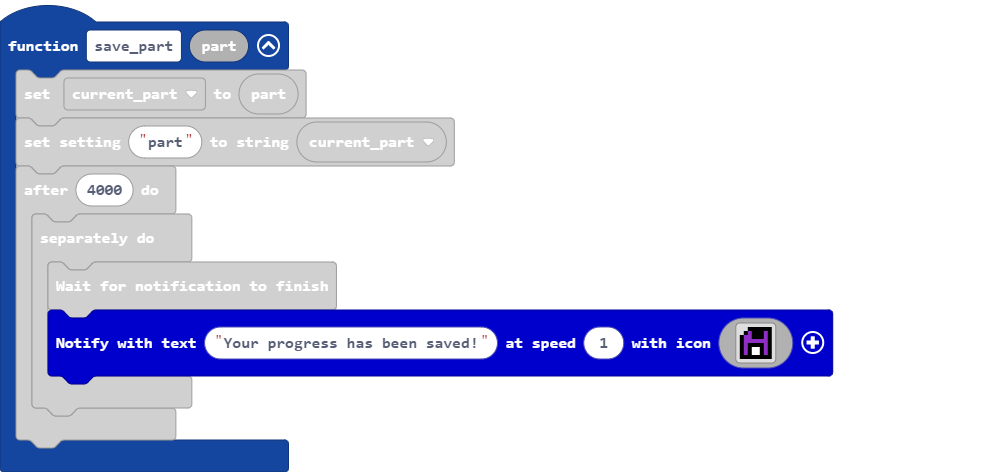 function save_part part
set current_part to part
set setting "part" to string current_part
after 4000 do
separately do
Wait for notification to finish
Notify with text "Your progress has been saved!" at speed 1 with icon